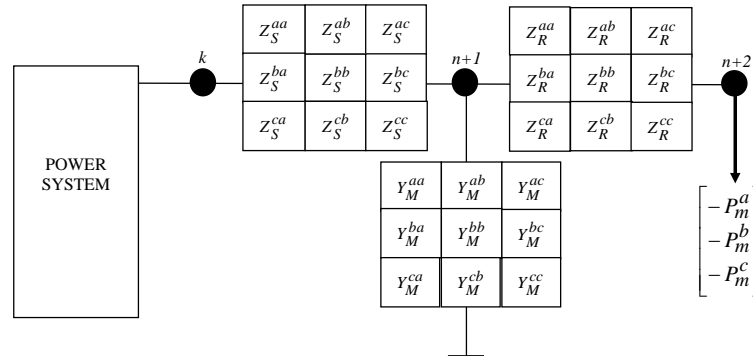 k
Z_S^{aa} Z_S^{ab} Z_S^{ac}
Z_S^{ba} Z_S^{bb} Z_S^{bc}
Z_S^{ca} Z_S^{cb} Z_S^{cc}
n+1
Z_R^{aa} Z_R^{ab} Z_R^{ac}
Z_R^{ba} Z_R^{bb} Z_R^{bc}
Z_R^{ca} Z_R^{cb} Z_R^{cc}
n+2
POWER
SYSTEM
Y_M^{aa} Y_M^{ab} Y_M^{ac}
Y_M^{ba} Y_M^{bb} Y_M^{bc}
Y_M^{ca} Y_M^{cb} Y_M^{cc}
- P_m^a
- P_m^b
- P_m^c